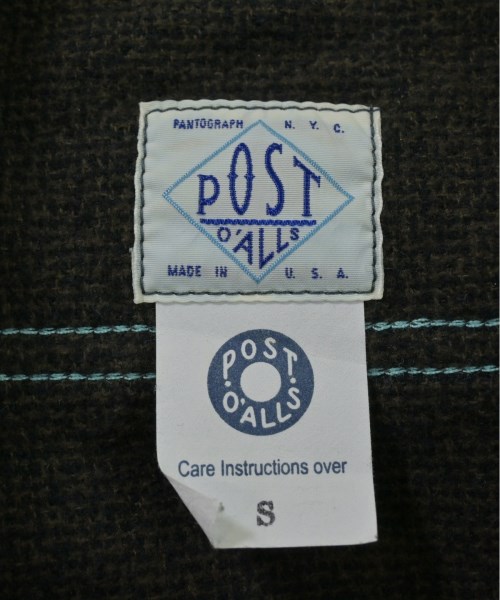 PANTOGRAPH N. Y. C.
POST
O'ALLS
MADE IN U. S. A.
POST
O'ALLS
Care Instructions over
S